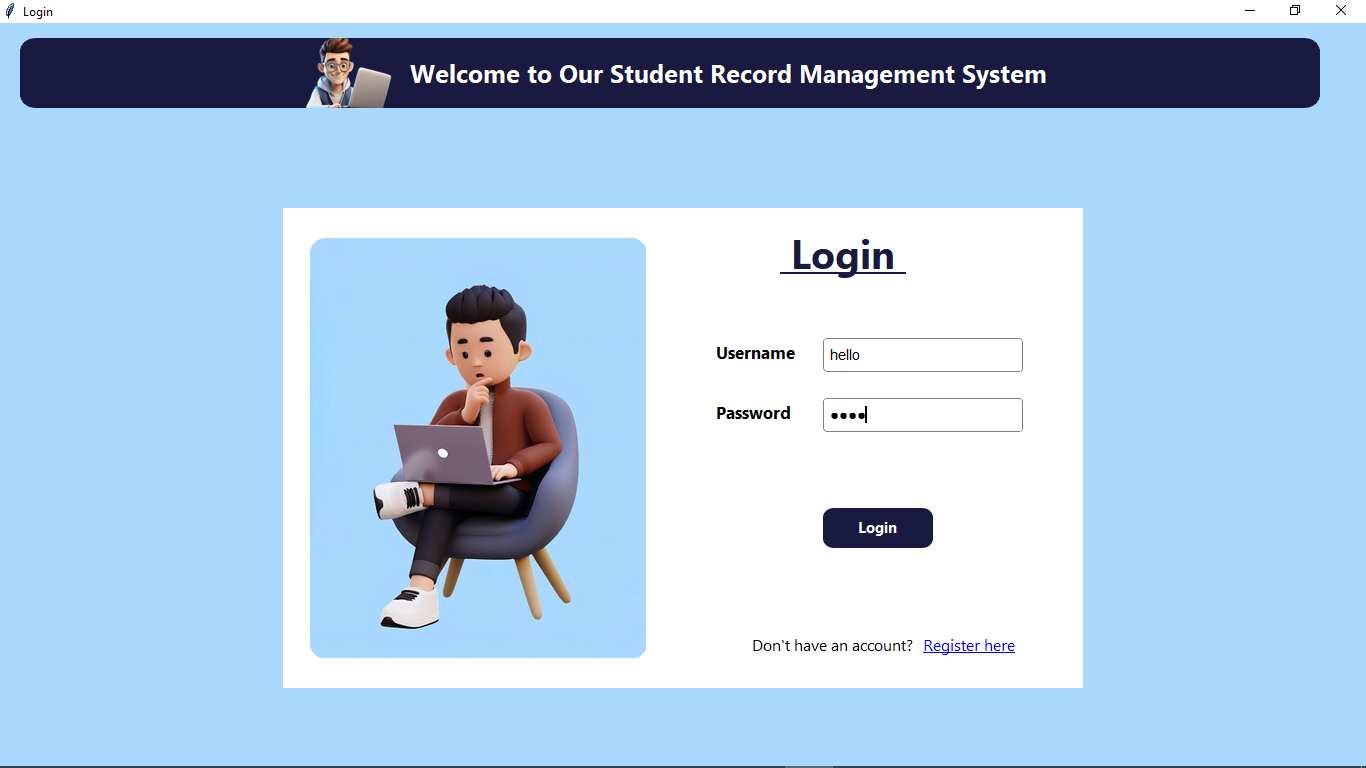 Login
Welcome to Our Student Record Management System
Login
Username
hello
Password
●●●●
Login
Don't have an account? Register here